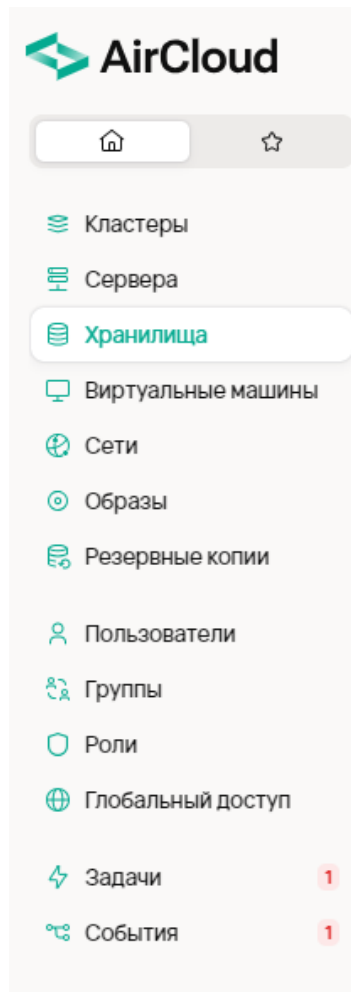 AirCloud
Кластеры
Сервера
Хранилища
Виртуальные машины
Сети
Образы
Резервные копии
Пользователи
Группы
Роли
Глобальный доступ
Задачи 1
События 1